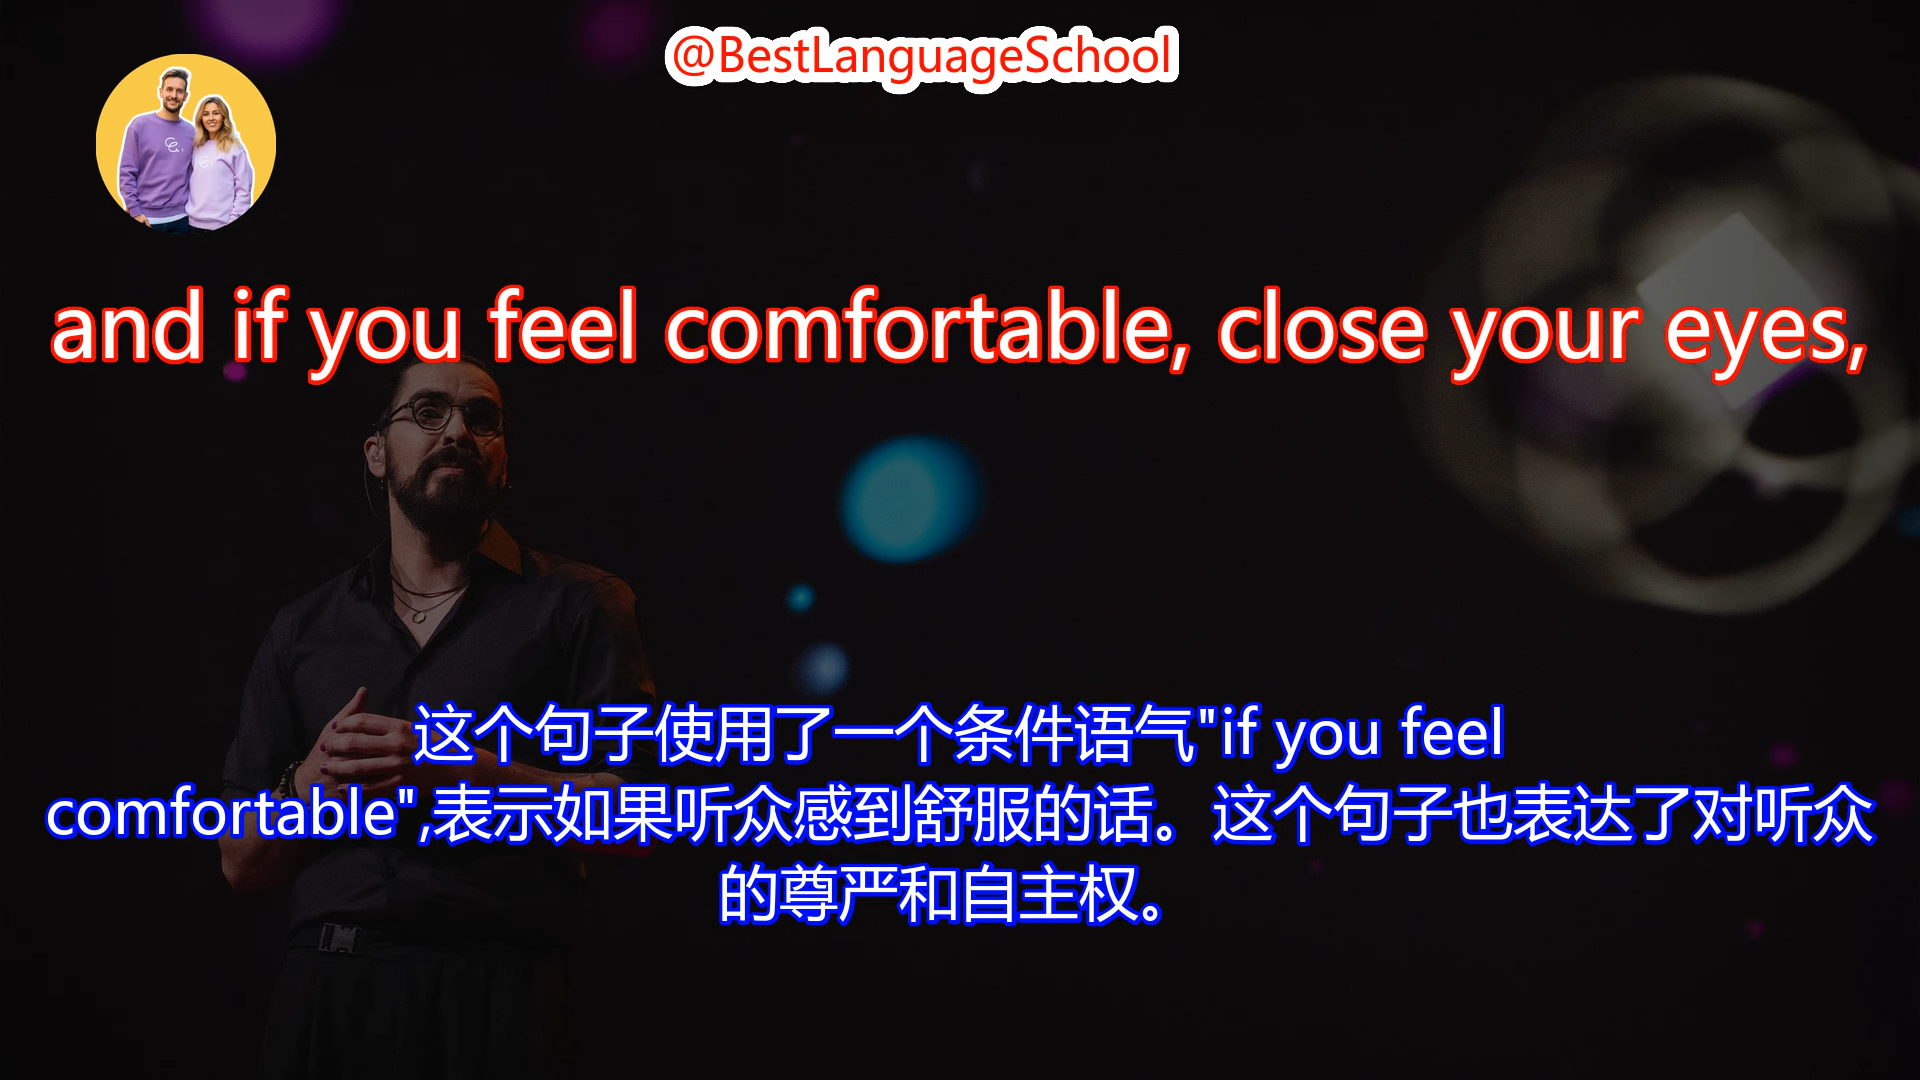 @BestLanguageSchool
and if you feel comfortable, close your eyes,
这个句子使用了一个条件语气"if you feel
comfortable",表示如果听众感到舒服的话。这个句子也表达了对听众
的尊严和自主权。